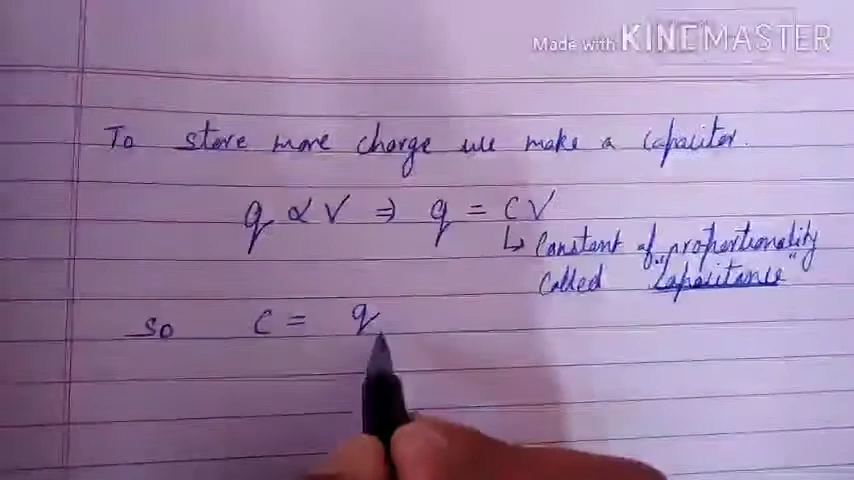 Made with KINEMASTER
To store more charge we make a capacitor.
q ∝ V ⇒ q = CV
↳ Constant of proportionality
called "Capacitance"
so C = q